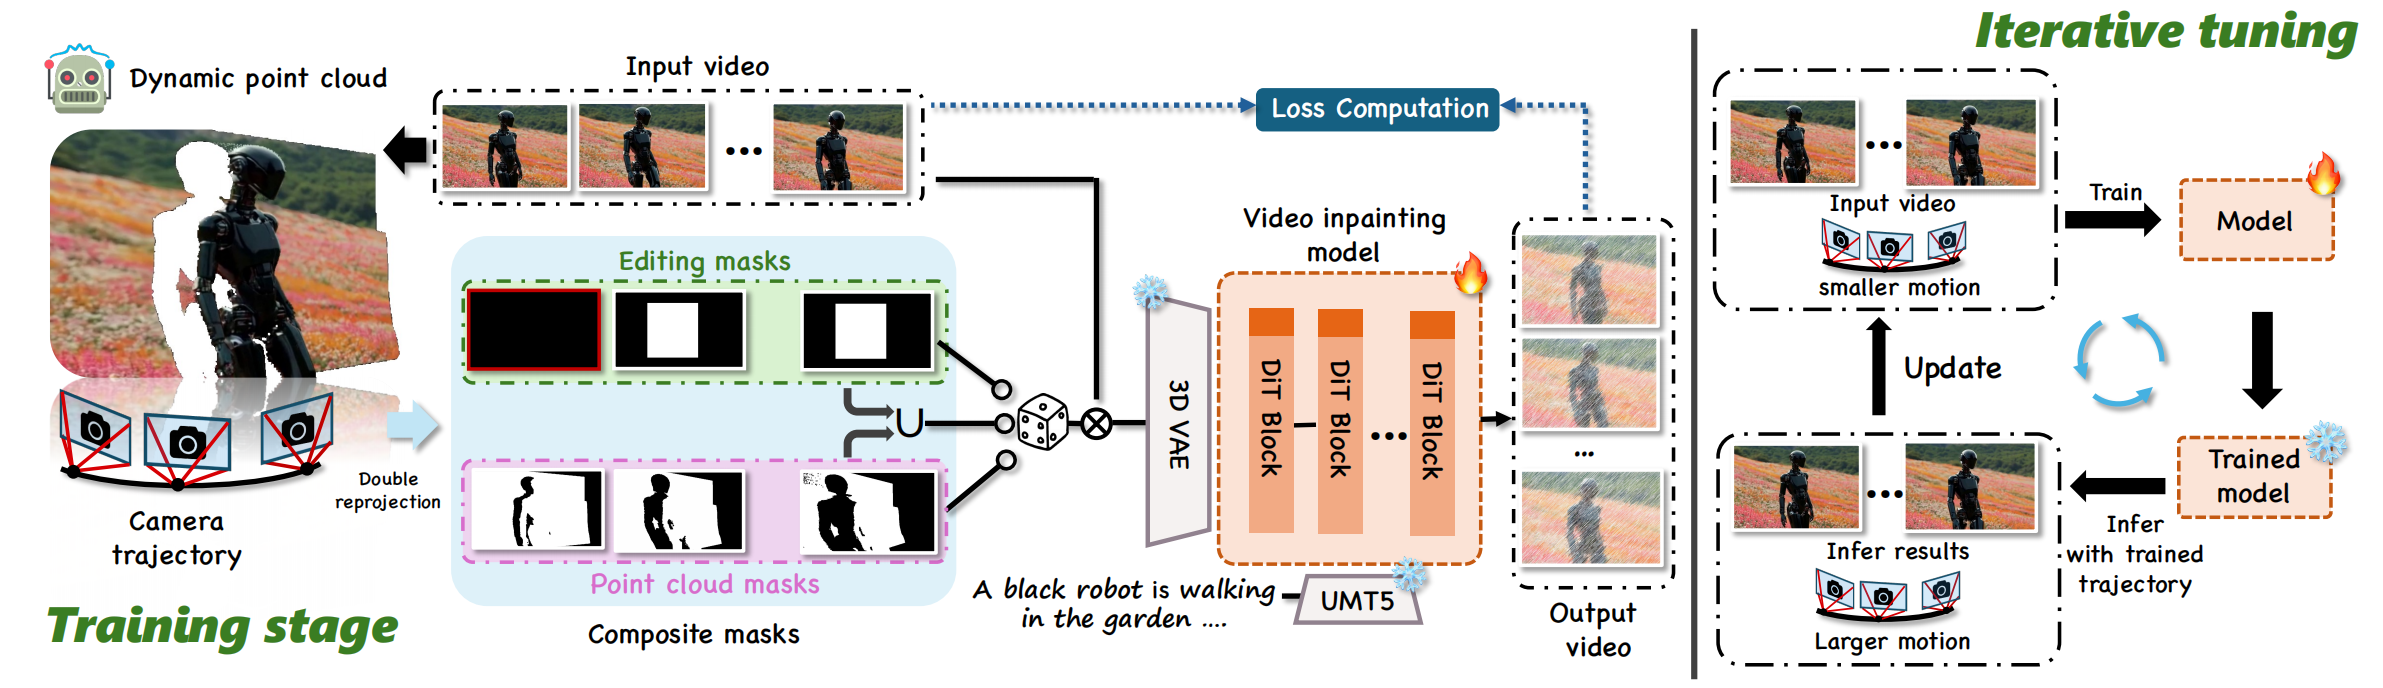 Dynamic point cloud
Input video
Loss Computation
Editing masks
U
Point cloud masks
Composite masks
Double
reprojection
Camera
trajectory
Training stage
Video inpainting
model
3D VAE
DiT Block
DiT Block
...
DiT Block
A black robot is walking
in the garden ....
UMT5
...
Output
video
Iterative tuning
Input video
smaller motion
Train
Model
Update
Trained
model
Infer
with trained
trajectory
Infer results
Larger motion